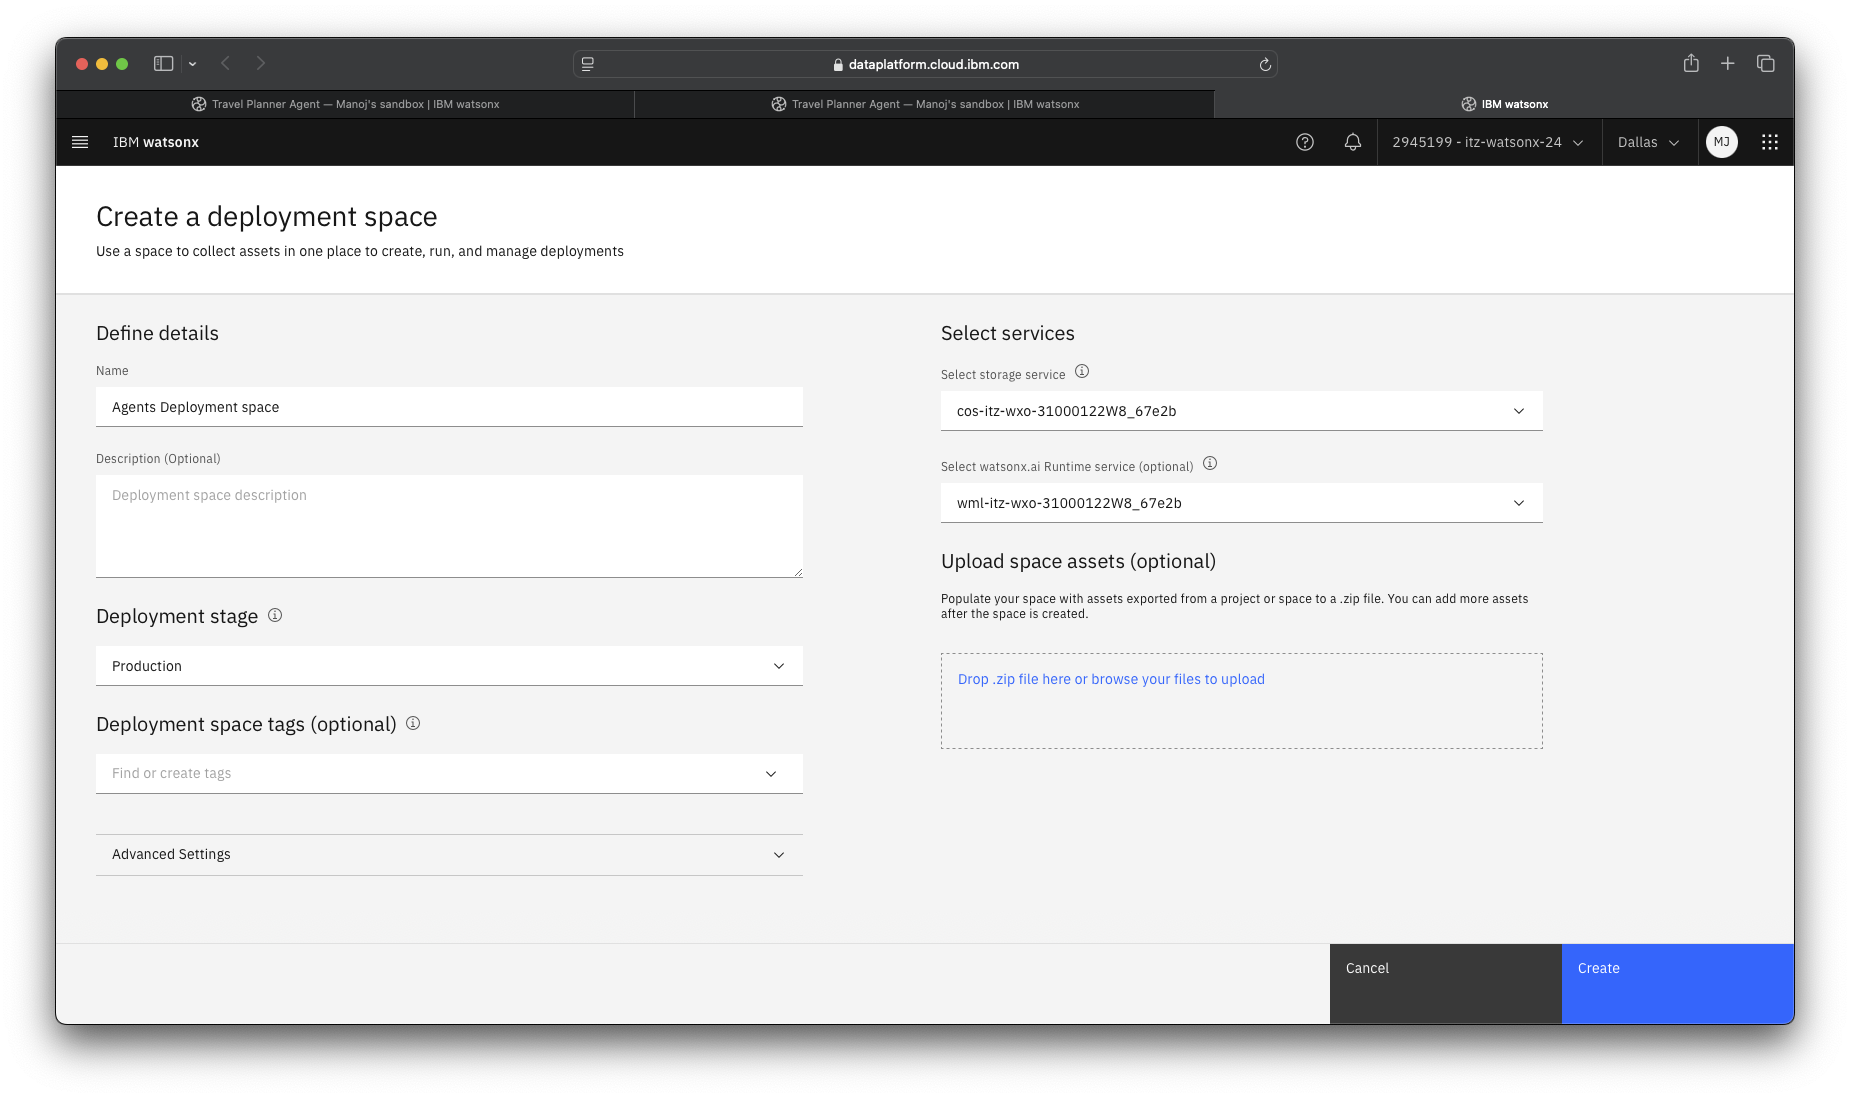 dataplatform.cloud.ibm.com
Travel Planner Agent — Manoj's sandbox | IBM watsonx
Travel Planner Agent — Manoj's sandbox | IBM watsonx
IBM watsonx
IBM watsonx
2945199 - itz-watsonx-24
Dallas
MJ
Create a deployment space
Use a space to collect assets in one place to create, run, and manage deployments
Define details
Name
Agents Deployment space
Description (Optional)
Deployment space description
Deployment stage
Production
Deployment space tags (optional)
Find or create tags
Advanced Settings
Select services
Select storage service
cos-itz-wxo-31000122W8_67e2b
Select watsonx.ai Runtime service (optional)
wml-itz-wxo-31000122W8_67e2b
Upload space assets (optional)
Populate your space with assets exported from a project or space to a .zip file. You can add more assets
after the space is created.
Drop .zip file here or browse your files to upload
Cancel
Create